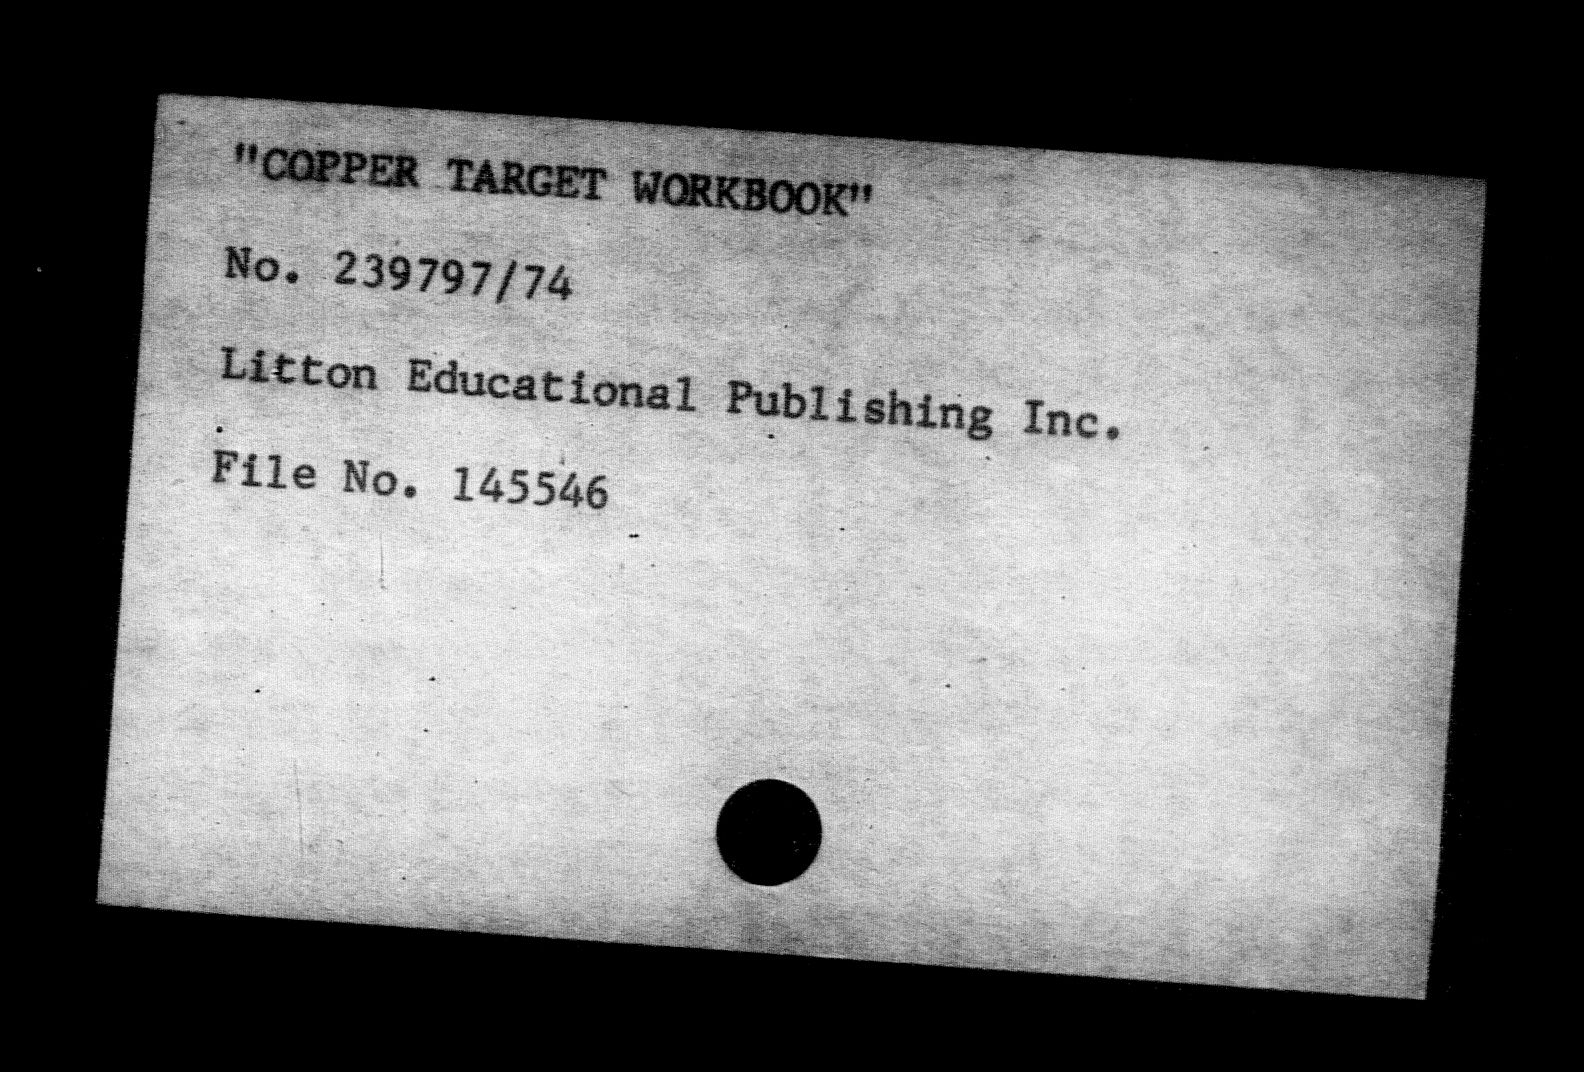 "COPPER TARGET WORKBOOK"
No. 239797/74
Litton Educational Publishing Inc.
File No. 145546